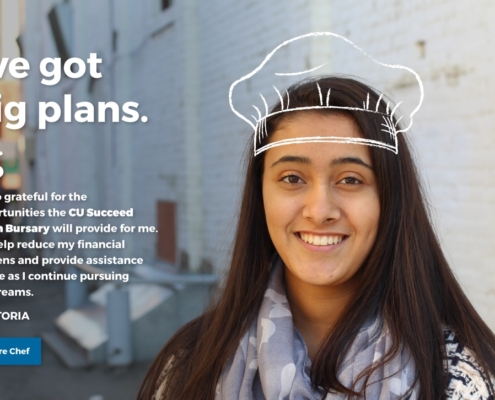 ve got
ig plans.
grateful for the
rtunities the CU Succeed
Bursary will provide for me.
elp reduce my financial
ens and provide assistance
e as I continue pursuing
reams.
TORIA
re Chef